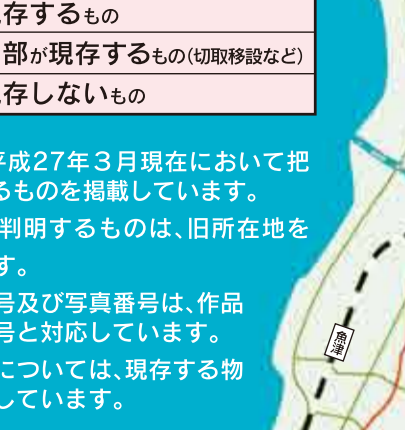 存するもの
部が現存するもの(切取移設など)
存しないもの
平成27年３月現在において把
るものを掲載しています。
判明するものは、旧所在地を
す。
号及び写真番号は、作品
号と対応しています。
については、現存する物
しています。
魚津